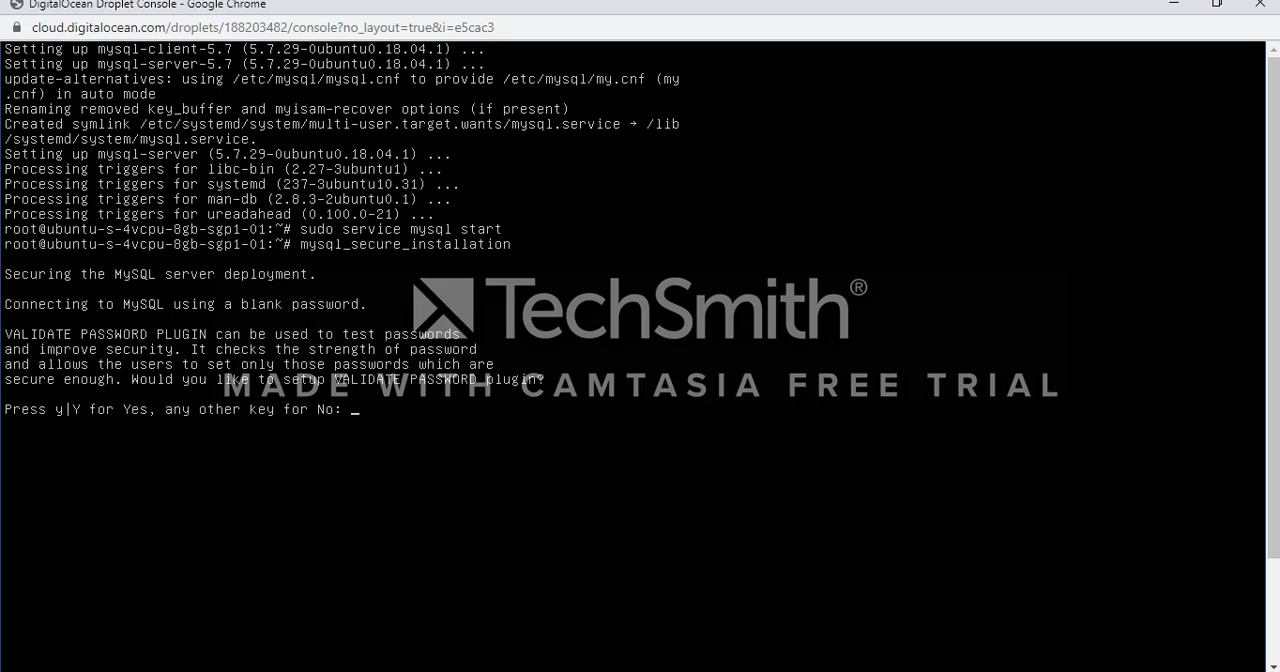 DigitalOcean Droplet Console - Google Chrome
cloud.digitalocean.com/droplets/188203482/console?no_layout=true&i=e5cac3
Setting up mysql-client-5.7 (5.7.29-0ubuntu0.18.04.1) ...
Setting up mysql-server-5.7 (5.7.29-0ubuntu0.18.04.1) ...
update-alternatives: using /etc/mysql/mysql.cnf to provide /etc/mysql/my.cnf (my
.cnf) in auto mode
Renaming removed key_buffer and myisam-recover options (if present)
Created symlink /etc/systemd/system/multi-user.target.wants/mysql.service → /lib
/systemd/system/mysql.service.
Setting up mysql-server (5.7.29-0ubuntu0.18.04.1) ...
Processing triggers for libc-bin (2.27-3ubuntu1) ...
Processing triggers for systemd (237-3ubuntu10.31) ...
Processing triggers for man-db (2.8.3-2ubuntu0.1) ...
Processing triggers for ureadahead (0.100.0-21) ...
root@ubuntu-s-4vcpu-8gb-sgp1-01:~# sudo service mysql start
root@ubuntu-s-4vcpu-8gb-sgp1-01:~# mysql_secure_installation
Securing the MySQL server deployment.
Connecting to MySQL using a blank password.
VALIDATE PASSWORD PLUGIN can be used to test passwords
and improve security. It checks the strength of password
and allows the users to set only those passwords which are
secure enough. Would you like to setup VALIDATE PASSWORD plugin?
Press y|Y for Yes, any other key for No: _
TechSmith®
MADE WITH CAMTASIA FREE TRIAL